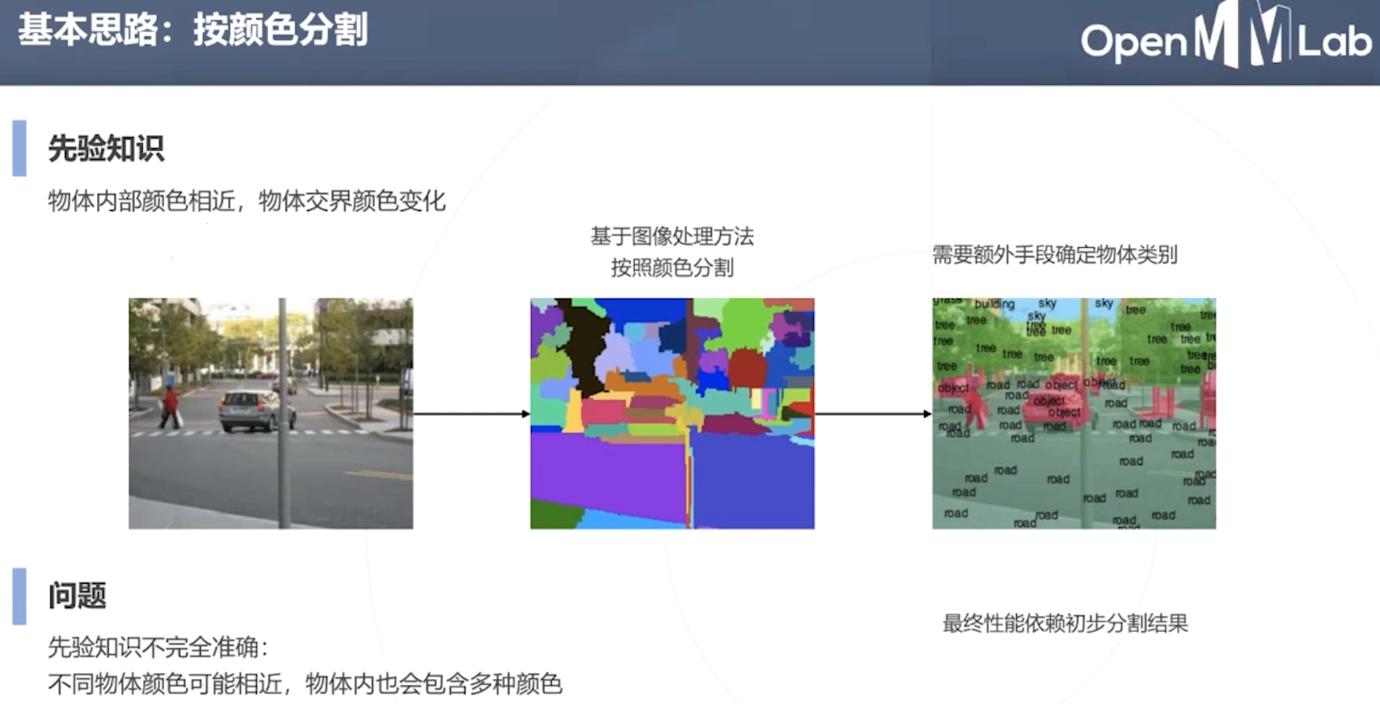 基本思路：按颜色分割
Open MM Lab
先验知识
物体内部颜色相近，物体交界颜色变化
基于图像处理方法
按照颜色分割
需要额外手段确定物体类别
grass building sky sky
sky tree
tree tree tree tree tree
tree tree tree tree
tree tree tree tree tree tree
tree tree
object road road object object road
road object road
road road object
road road road road road road
road road road
road road
road road road road
road road road road
road road road road road
问题
最终性能依赖初步分割结果
先验知识不完全准确：
不同物体颜色可能相近，物体内也会包含多种颜色